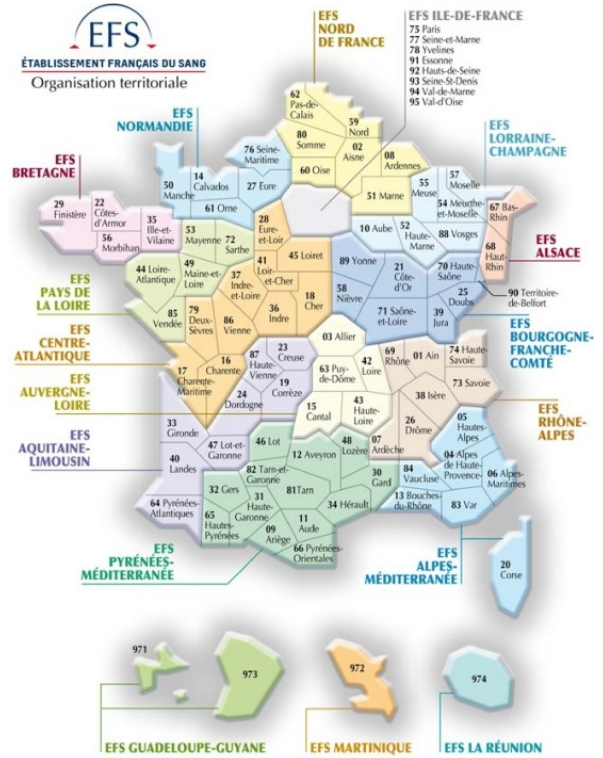 EFS
ÉTABLISSEMENT FRANÇAIS DU SANG
Organisation territoriale
EFS
NORD
DE FRANCE
EFS ILE-DE-FRANCE
75 Paris
77 Seine-et-Marne
78 Yvelines
91 Essonne
92 Hauts-de-Seine
93 Seine-St-Denis
94 Val-de-Marne
95 Val-d'Oise
EFS
NORMANDIE
EFS
LORRAINE-
CHAMPAGNE
EFS
BRETAGNE
EFS
ALSACE
EFS
PAYS DE
LA LOIRE
EFS
CENTRE-
ATLANTIQUE
EFS
BOURGOGNE-
FRANCHE-
COMTÉ
EFS
AUVERGNE-
LOIRE
EFS
RHÔNE-
ALPES
EFS
AQUITAINE-
LIMOUSIN
EFS
PYRÉNÉES-
MÉDITERRANÉE
EFS
ALPES-
MÉDITERRANÉE
62
Pas-de-
Calais
59
Nord
80
Somme
02
Aisne
08
Ardennes
60 Oise
51 Marne
76 Seine-
Maritime
14
Calvados
27 Eure
50
Manche
61 Orne
55
Meuse
57
Moselle
54 Meurthe-
et-Moselle
10 Aube
52
Haute-
Marne
88 Vosges
67 Bas-
Rhin
68
Haut-
Rhin
29
Finistère
22
Côtes-
d'Armor
35
Ille-et-
Vilaine
56
Morbihan
53
Mayenne
72
Sarthe
44 Loire-
Atlantique
49
Maine-et-
Loire
85
Vendée
28
Eure-
et-Loir
45 Loiret
41
Loir-
et-Cher
37
Indre-
et-Loire
18
Cher
36
Indre
79
Deux-
Sèvres
86
Vienne
16
Charente
17
Charente-
Maritime
89 Yonne
21
Côte-
d'Or
70 Haute-
Saône
90 Territoire-
de-Belfort
58
Nièvre
25
Doubs
71 Saône-
et-Loire
39
Jura
03 Allier
63 Puy-
de-Dôme
42
Loire
15
Cantal
43
Haute-
Loire
23
Creuse
87
Haute-
Vienne
19
Corrèze
24
Dordogne
33
Gironde
47 Lot-et-
Garonne
40
Landes
64 Pyrénées-
Atlantiques
69
Rhône
01 Ain
74 Haute-
Savoie
73 Savoie
38 Isère
26
Drôme
07
Ardèche
46 Lot
12 Aveyron
48
Lozère
30
Gard
82 Tarn-et-
Garonne
32 Gers
31
Haute-
Garonne
81Tarn
34 Hérault
65
Hautes-
Pyrénées
09
Ariège
11
Aude
66 Pyrénées-
Orientales
05
Hautes-
Alpes
04 Alpes
de Haute-
Provence
06 Alpes-
Maritimes
84
Vaucluse
13 Bouches-
du-Rhône
83 Var
20
Corse
971
973
972
974
EFS GUADELOUPE-GUYANE
EFS MARTINIQUE
EFS LA RÉUNION